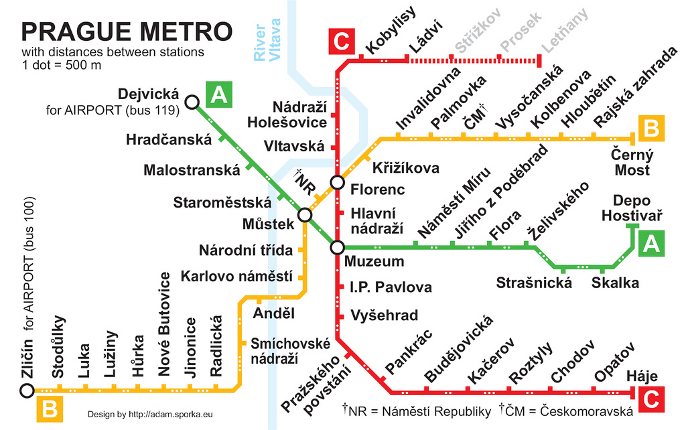 PRAGUE METRO
with distances between stations
1 dot = 500 m
River
Vltava
C
Kobylisy
Ládví
Střížkov
Prosek
Letňany
Dejvická
for AIRPORT (bus 119)
A
Hradčanská
Malostranská
Staroměstská
Můstek
Národní třída
Karlovo náměstí
Anděl
Smíchovské
nádraží
Nádraží
Holešovice
Vltavská
†NR
Florenc
Hlavní
nádraží
Muzeum
I.P. Pavlova
Vyšehrad
Pražského
povstání
Pankrác
Budějovická
Kačerov
Roztyly
Chodov
Opatov
Háje
C
Křižíkova
Invalidovna
Palmovka
ČM†
Vysočanská
Kolbenova
Hloubětín
Rajská zahrada
B
Černý
Most
Náměstí Míru
Jiřího z Poděbrad
Flora
Želivského
Strašnická
Skalka
Depo
Hostivař
A
Zličín for AIRPORT (bus 100)
Stodůlky
Luka
Lužiny
Hůrka
Nové Butovice
Jinonice
Radlická
B
Design by http://adam.sporka.eu
†NR = Náměstí Republiky †ČM = Českomoravská